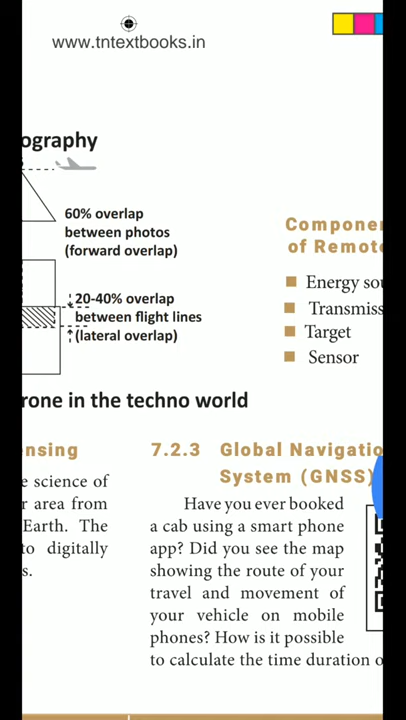 www.tntextbooks.in
ography
60% overlap
between photos
(forward overlap)
20-40% overlap
between flight lines
(lateral overlap)
Componen
of Remot
Energy sou
Transmiss
Target
Sensor
rone in the techno world
ensing
e science of
r area from
Earth. The
to digitally
s.
7.2.3 Global Navigatio
System (GNSS)
Have you ever booked
a cab using a smart phone
app? Did you see the map
showing the route of your
travel and movement of
your vehicle on mobile
phones? How is it possible
to calculate the time duration o